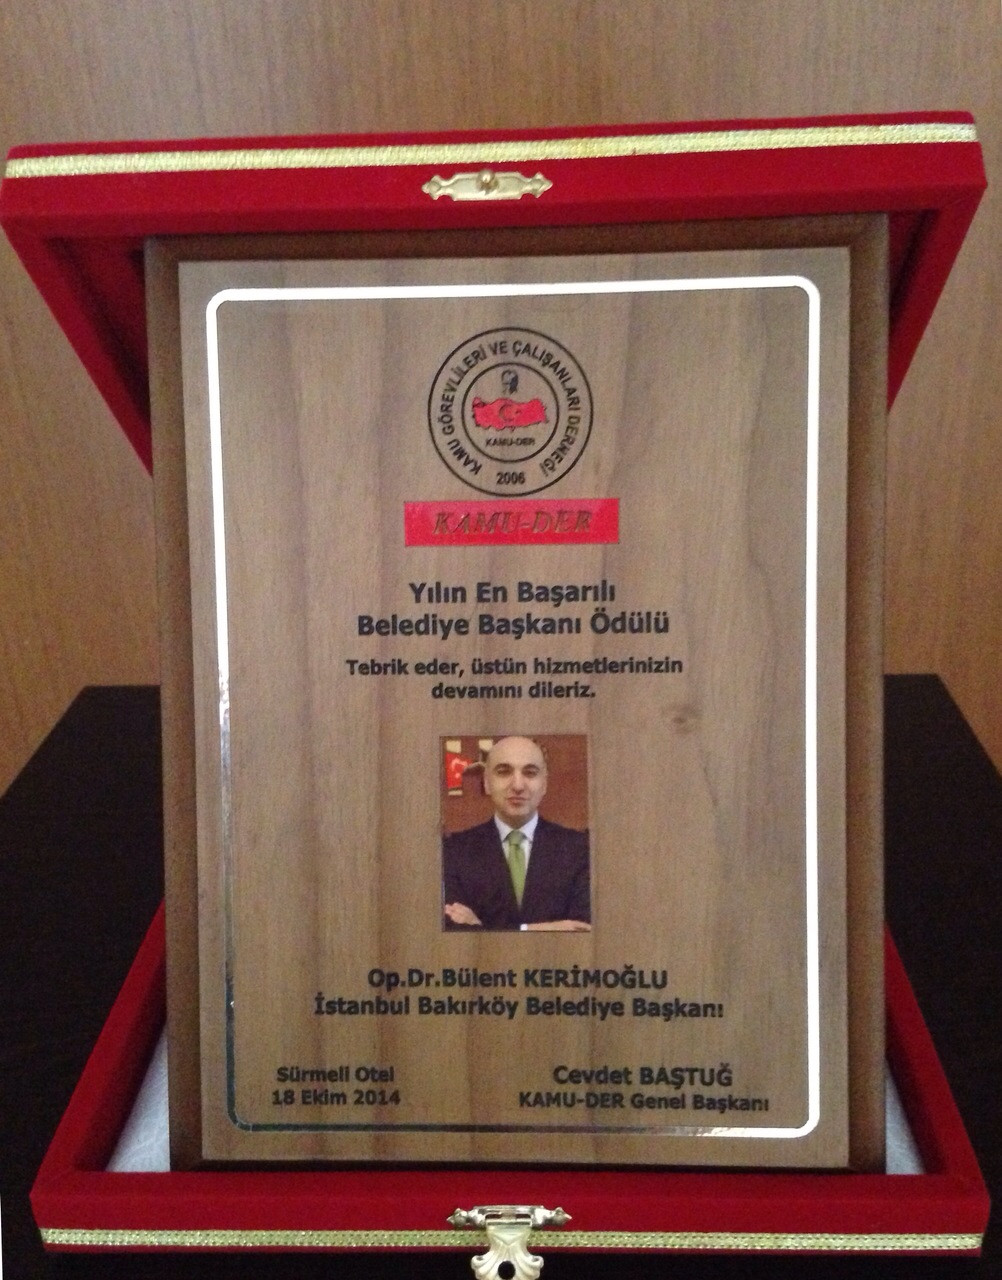 KAMU GÖREVLİLERİ VE ÇALIŞANLARI DERNEĞİ
KAMU-DER
2006
KAMU-DER
Yılın En Başarılı
Belediye Başkanı Ödülü
Tebrik eder, üstün hizmetlerinizin
devamını dileriz.
Op.Dr.Bülent KERİMOĞLU
İstanbul Bakırköy Belediye Başkanı
Sürmeli Otel
18 Ekim 2014
Cevdet BAŞTUĞ
KAMU-DER Genel Başkanı